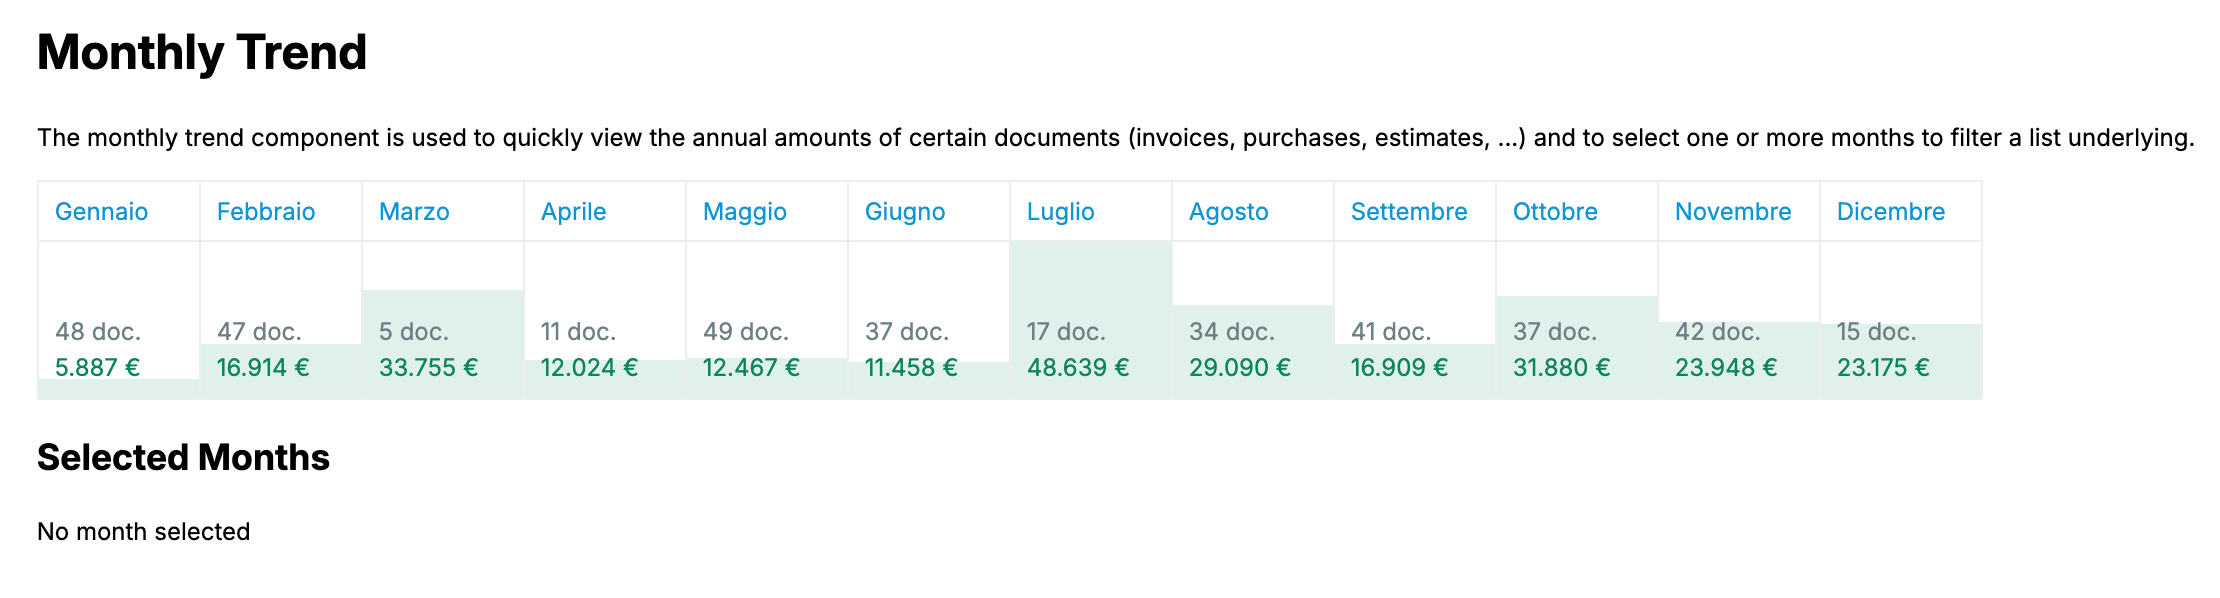 Monthly Trend
The monthly trend component is used to quickly view the annual amounts of certain documents (invoices, purchases, estimates, ...) and to select one or more months to filter a list underlying.
Gennaio Febbraio Marzo Aprile Maggio Giugno Luglio Agosto Settembre Ottobre Novembre Dicembre
48 doc. 47 doc. 5 doc. 11 doc. 49 doc. 37 doc. 17 doc. 34 doc. 41 doc. 37 doc. 42 doc. 15 doc.
5.887 € 16.914 € 33.755 € 12.024 € 12.467 € 11.458 € 48.639 € 29.090 € 16.909 € 31.880 € 23.948 € 23.175 €
Selected Months
No month selected